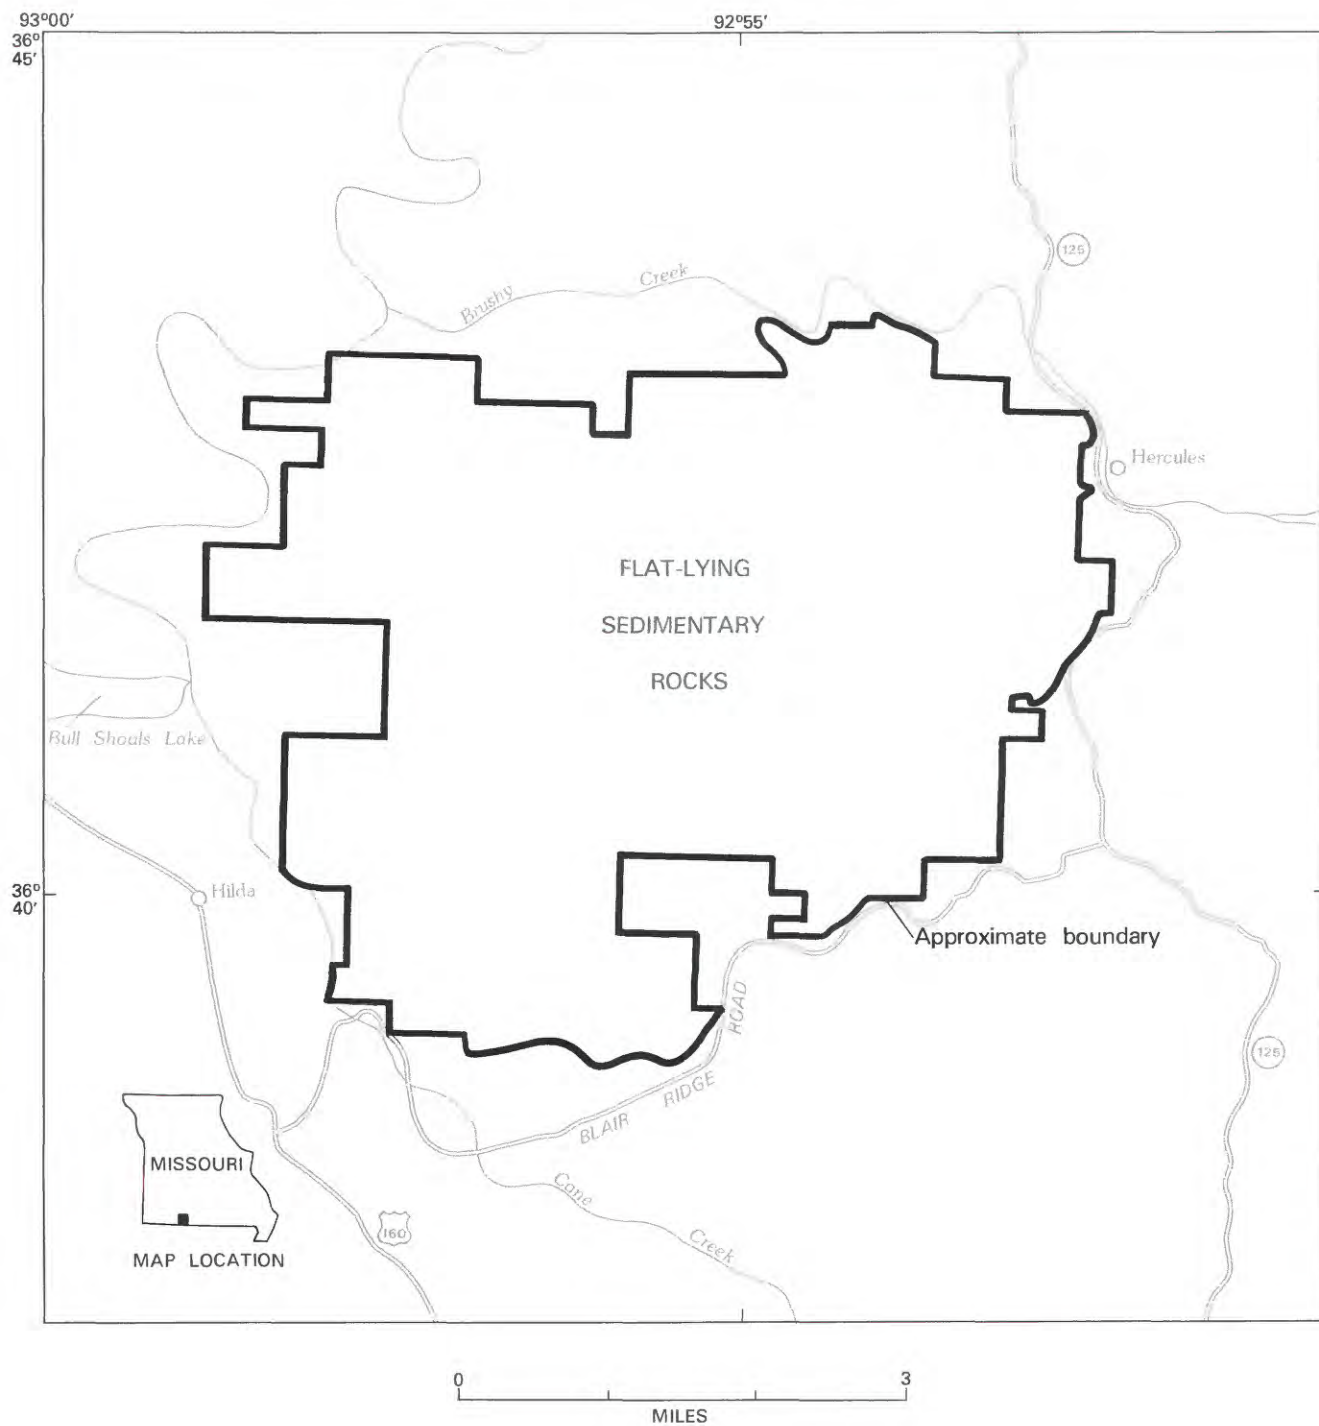 93°00'
92°55'
36°
45'
125
Creek
Brushy
Hercules
FLAT-LYING
SEDIMENTARY
ROCKS
Bull Shoals Lake
36°
40'
Hilda
Approximate boundary
ROAD
RIDGE
BLAIR
125
MISSOURI
MAP LOCATION
160
Cane
Creek
0 3
MILES